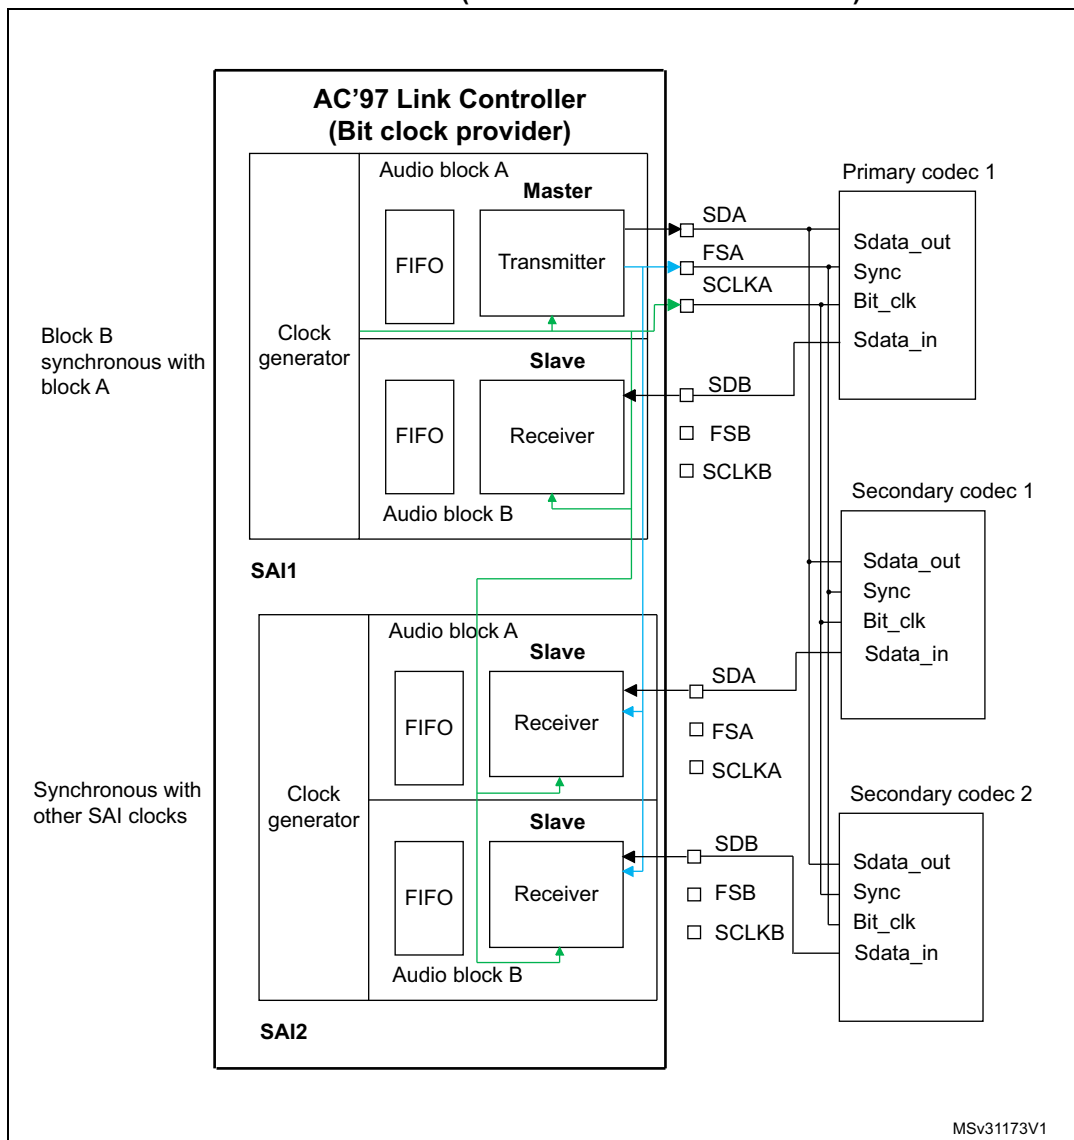 AC'97 Link Controller
(Bit clock provider)
Audio block A
Master
FIFO
Transmitter
Clock
generator
Slave
FIFO
Receiver
Audio block B
SAI1
SDA
FSA
SCLKA
SDB
FSB
SCLKB
Primary codec 1
Sdata_out
Sync
Bit_clk
Sdata_in
Block B
synchronous with
block A
Secondary codec 1
Sdata_out
Sync
Bit_clk
Sdata_in
Audio block A
Slave
FIFO
Receiver
Clock
generator
Slave
FIFO
Receiver
Audio block B
SAI2
SDA
FSA
SCLKA
SDB
FSB
SCLKB
Synchronous with
other SAI clocks
Secondary codec 2
Sdata_out
Sync
Bit_clk
Sdata_in
MSv31173V1